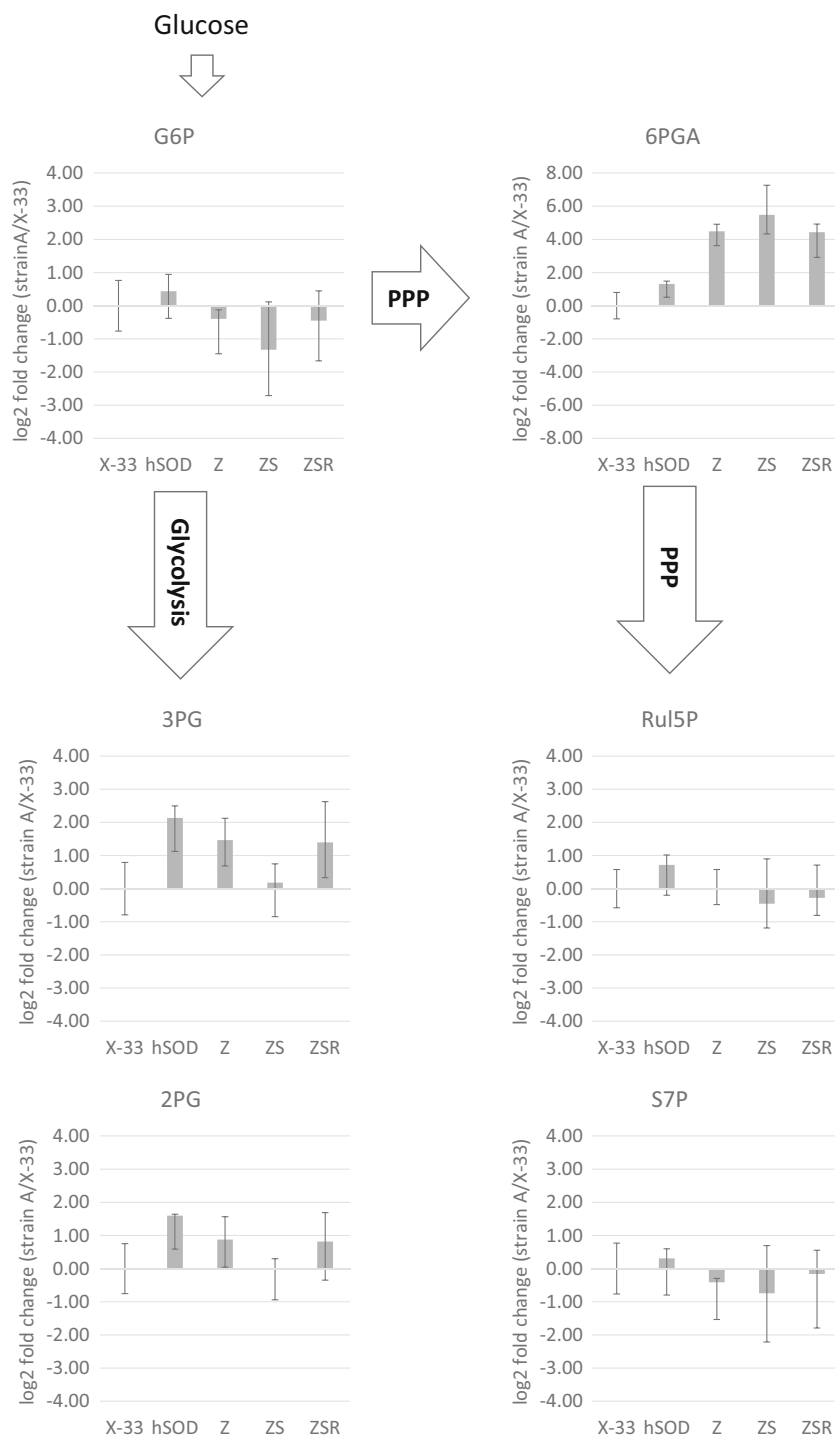 Glucose
G6P
log2 fold change (strainA/X-33)
4.00
3.00
2.00
1.00
0.00
-1.00
-2.00
-3.00
-4.00
X-33 hSOD Z ZS ZSR
PPP
6PGA
log2 fold change (strain A/X-33)
8.00
6.00
4.00
2.00
0.00
-2.00
-4.00
-6.00
-8.00
X-33 hSOD Z ZS ZSR
Glycolysis
PPP
3PG
log2 fold change (strain A/X-33)
4.00
3.00
2.00
1.00
0.00
-1.00
-2.00
-3.00
-4.00
X-33 hSOD Z ZS ZSR
Rul5P
log2 fold change (strain A/X-33)
4.00
3.00
2.00
1.00
0.00
-1.00
-2.00
-3.00
-4.00
X-33 hSOD Z ZS ZSR
2PG
log2 fold change (strain A/X-33)
4.00
3.00
2.00
1.00
0.00
-1.00
-2.00
-3.00
-4.00
X-33 hSOD Z ZS ZSR
S7P
log2 fold change (strain A/X-33)
4.00
3.00
2.00
1.00
0.00
-1.00
-2.00
-3.00
-4.00
X-33 hSOD Z ZS ZSR